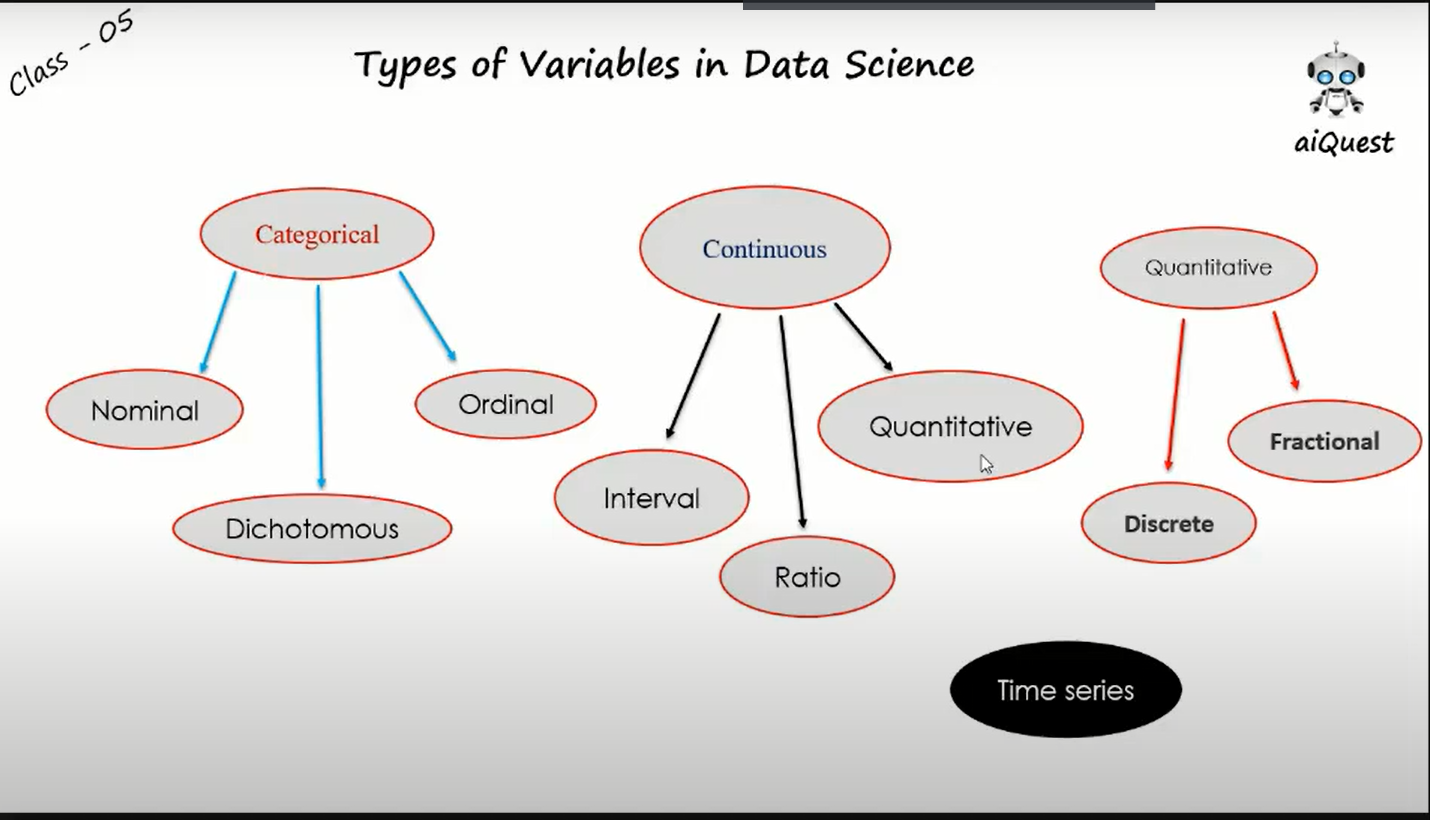 Class - 05
Types of Variables in Data Science
aiQuest
Categorical
Nominal
Dichotomous
Ordinal
Continuous
Interval
Ratio
Quantitative
Quantitative
Discrete
Fractional
Time series